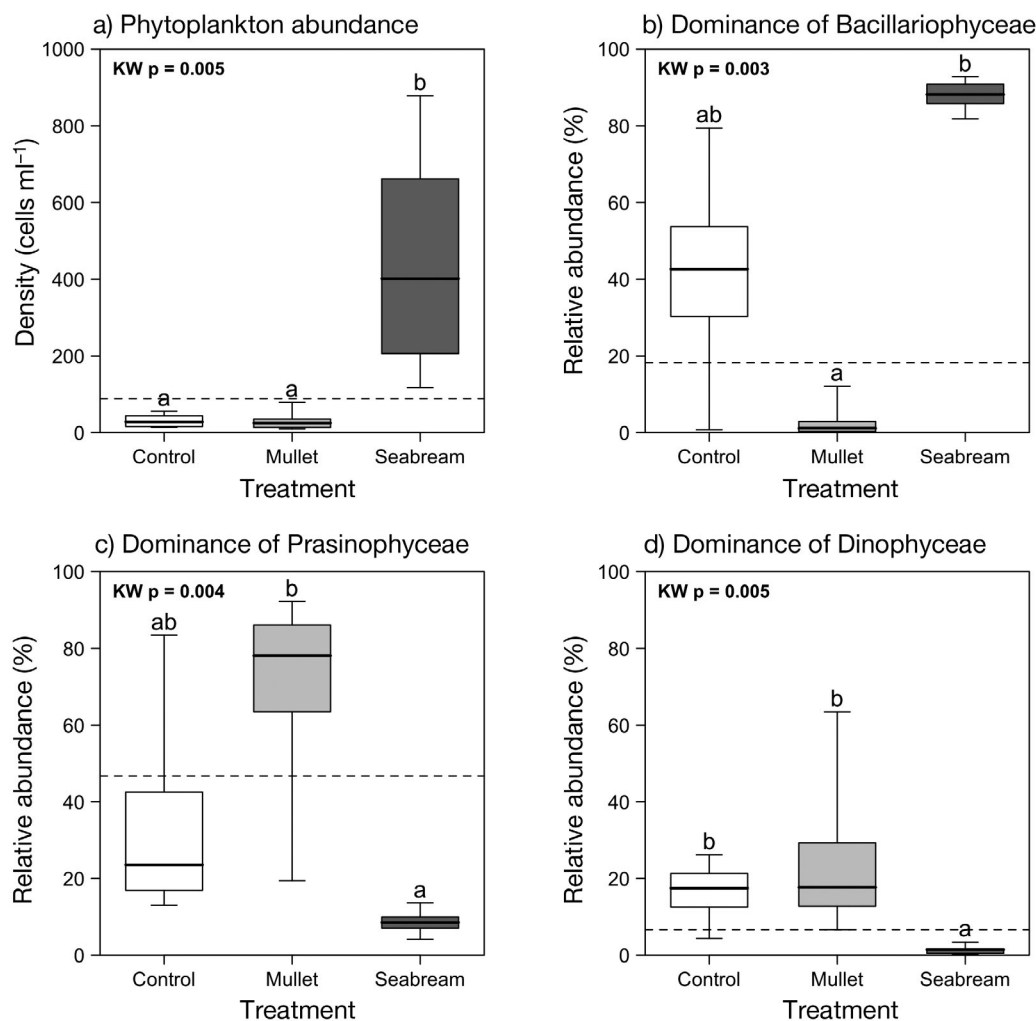 a) Phytoplankton abundance
KW p = 0.005
1000
800
600
400
200
0
Density (cells ml⁻¹)
a
a
b
Control Mullet Seabream
Treatment
b) Dominance of Bacillariophyceae
KW p = 0.003
100
80
60
40
20
0
Relative abundance (%)
ab
a
b
Control Mullet Seabream
Treatment
c) Dominance of Prasinophyceae
KW p = 0.004
100
80
60
40
20
0
Relative abundance (%)
ab
b
a
Control Mullet Seabream
Treatment
d) Dominance of Dinophyceae
KW p = 0.005
100
80
60
40
20
0
Relative abundance (%)
b
b
a
Control Mullet Seabream
Treatment